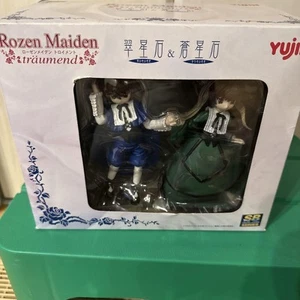 Rozen Maiden
ローゼンメイデン トロイメント
träumend
翠星石&蒼星石
Yujin
SR